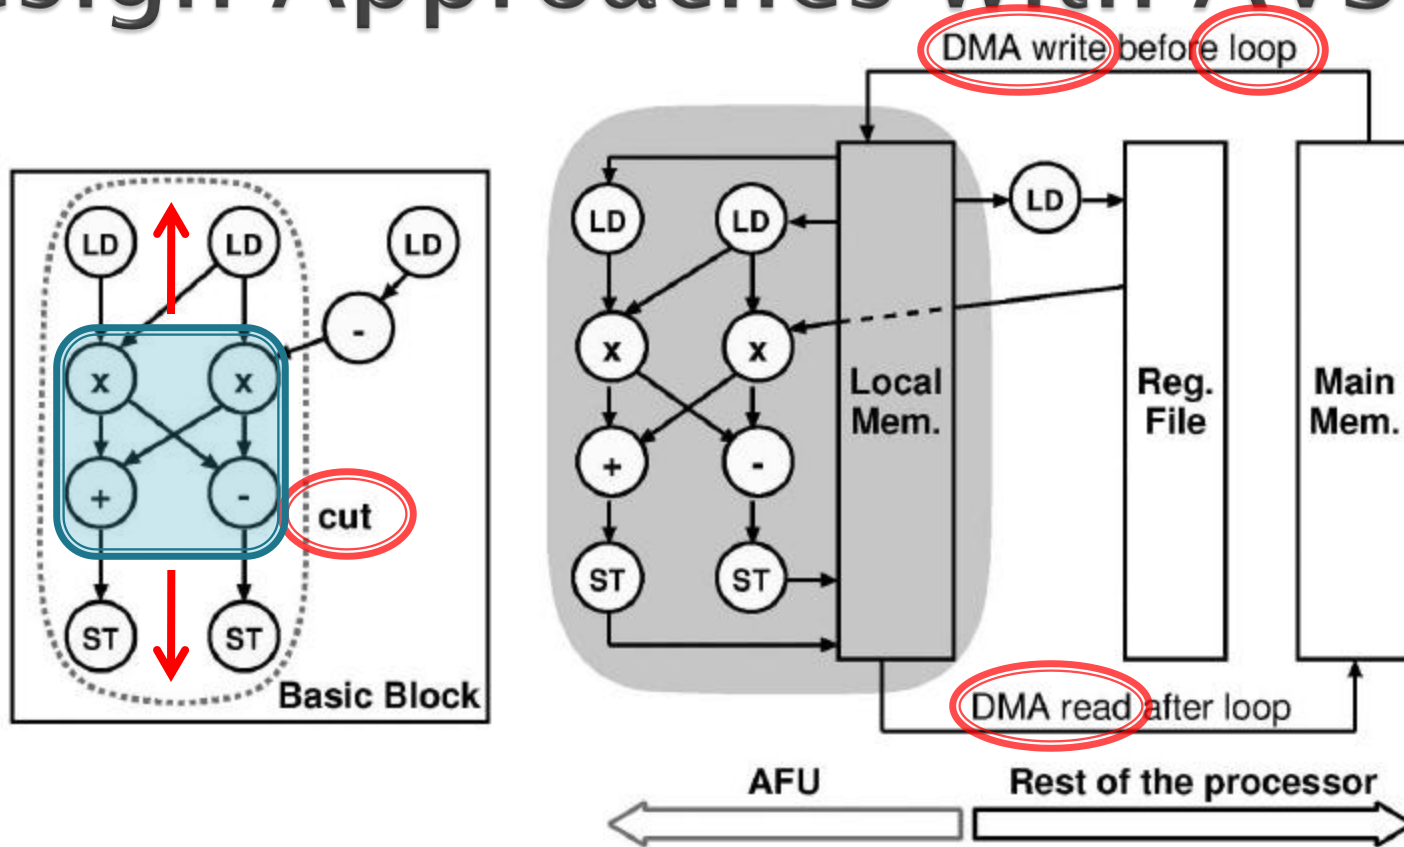 DMA write before loop
LD
LD
LD
-
x
x
+
-
cut
ST
ST
Basic Block
LD
LD
LD
x
x
+
-
ST
ST
Local
Mem.
Reg.
File
Main
Mem.
DMA read after loop
AFU
Rest of the processor